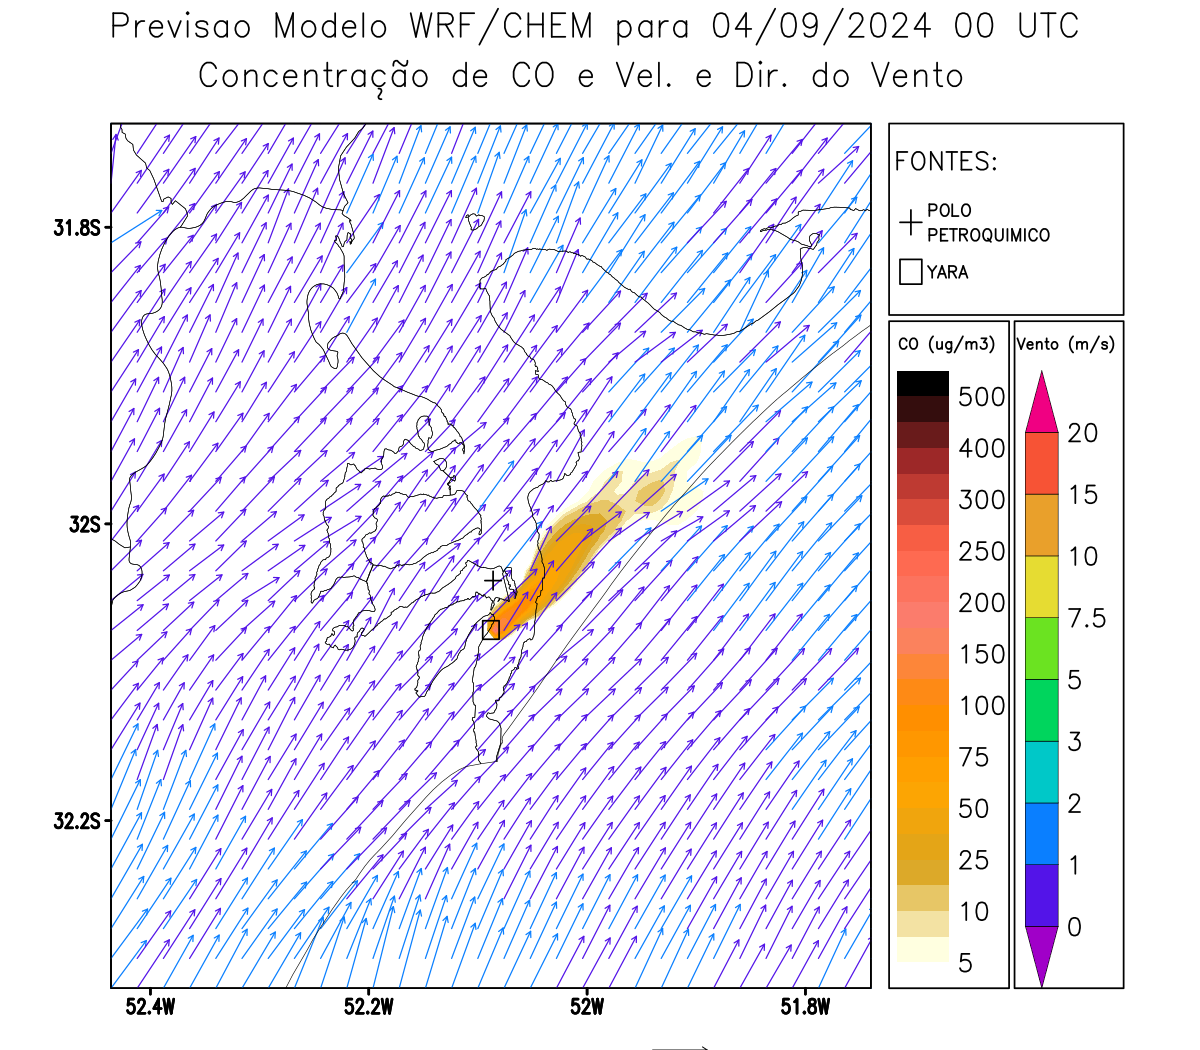 Previsao Modelo WRF/CHEM para 04/09/2024 00 UTC
Concentração de CO e Vel. e Dir. do Vento
FONTES:
POLO
PETROQUIMICO
YARA
31.8S
32S
32.2S
52.4W
52.2W
52W
51.8W
CO (ug/m3)
500
400
300
250
200
150
100
75
50
25
10
5
Vento (m/s)
20
15
10
7.5
5
3
2
1
0